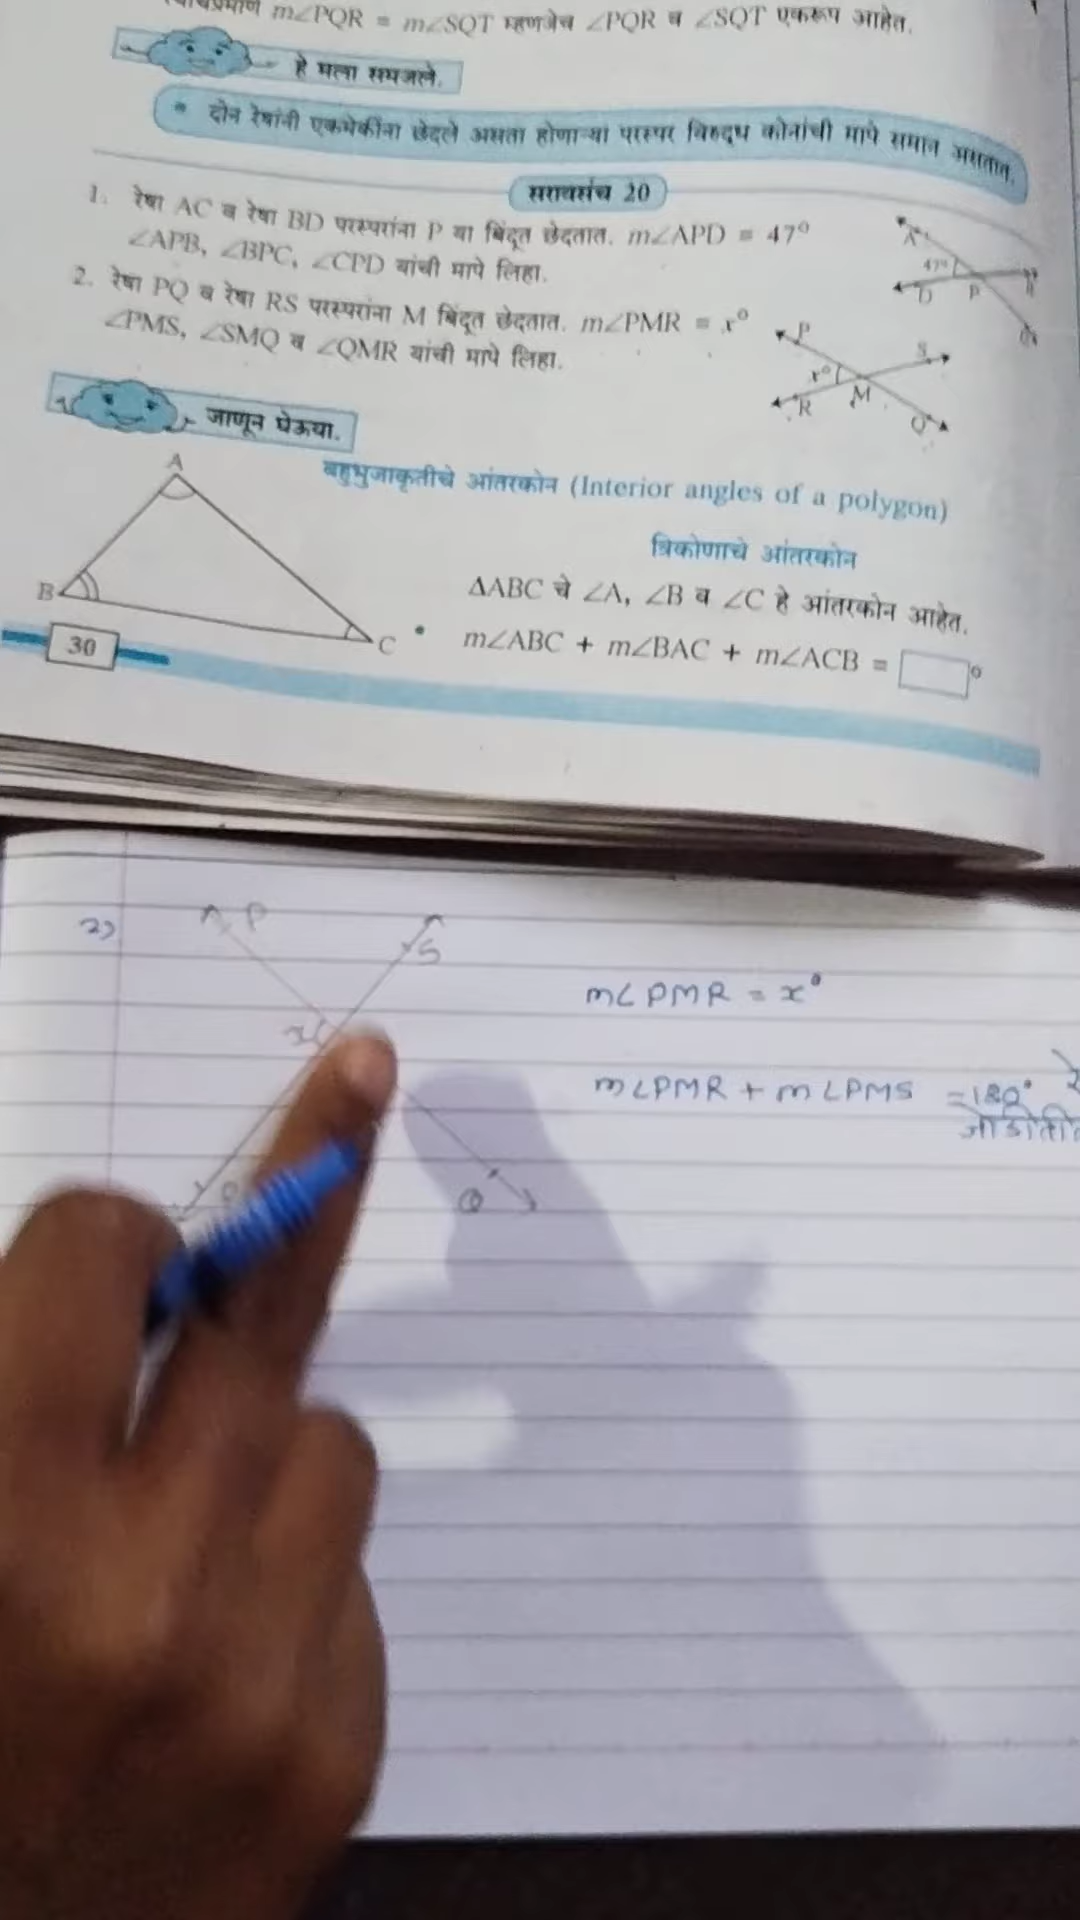 m∠PQR = m∠SQT म्हणजेच ∠PQR व ∠SQT एकरूप आहेत.
हे मला समजले.
• दोन रेषांनी एकमेकींना छेदले असता होणाऱ्या परस्पर विरुद्ध कोनांची मापे समान असतात.
सरावसंच 20
1. रेषा AC व रेषा BD परस्परांना P या बिंदूत छेदतात. m∠APD = 47°
∠APB, ∠BPC, ∠CPD यांची मापे लिहा.
A
47°
D
P
2. रेषा PQ व रेषा RS परस्परांना M बिंदूत छेदतात. m∠PMR = x°
∠PMS, ∠SMQ व ∠QMR यांची मापे लिहा.
P
S
x°
R
M
Q
जाणून घेऊया.
बहुभुजाकृतीचे आंतरकोन (Interior angles of a polygon)
त्रिकोणाचे आंतरकोन
A
B
C
ΔABC चे ∠A, ∠B व ∠C हे आंतरकोन आहेत.
• m∠ABC + m∠BAC + m∠ACB = °
30
2)
P
S
x
Q
m∠PMR = x°
m∠PMR + m∠PMS = 180°